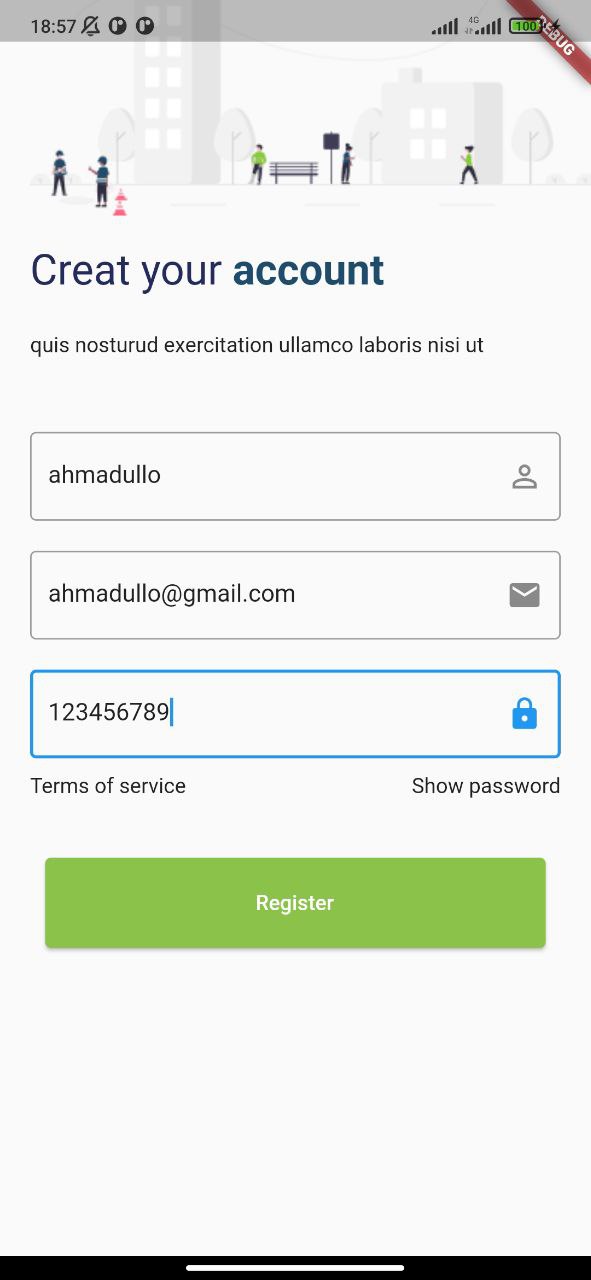 18:57
4G
100
DEBUG
Creat your account
quis nosturud exercitation ullamco laboris nisi ut
ahmadullo
ahmadullo@gmail.com
123456789
Terms of service Show password
Register